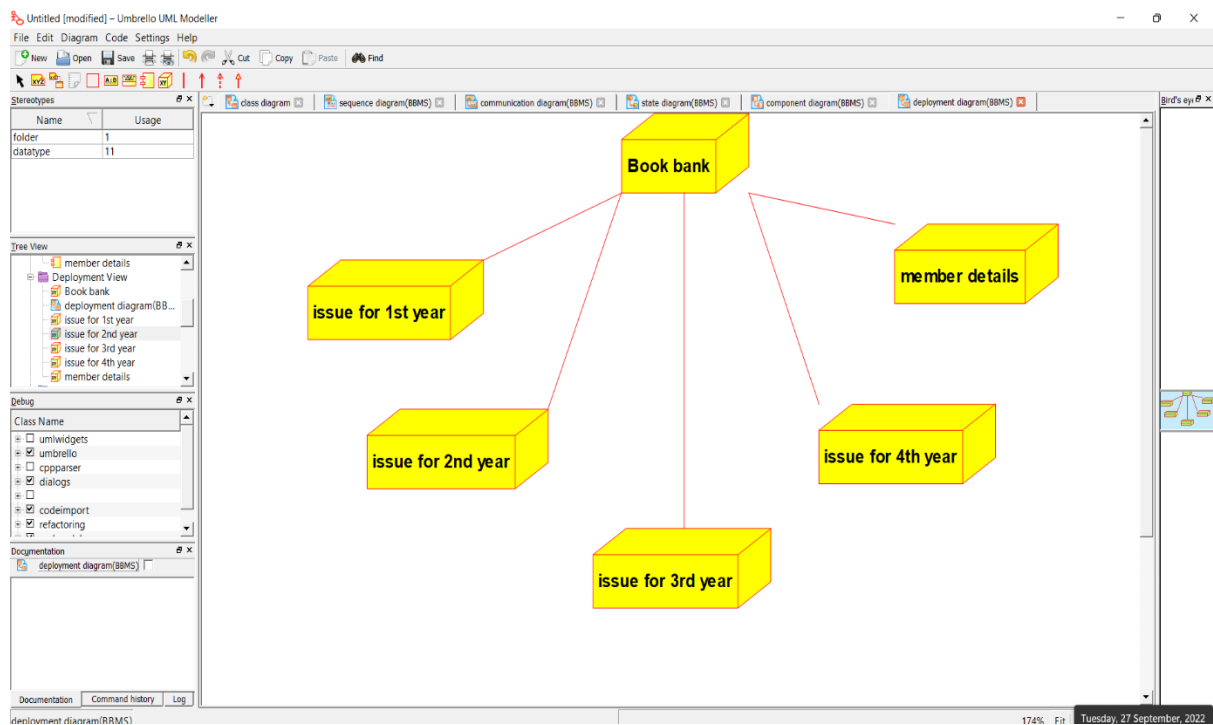 Untitled [modified] – Umbrello UML Modeller
File Edit Diagram Code Settings Help
New Open Save Cut Copy Paste Find
Stereotypes
Name Usage
folder 1
datatype 11
Tree View
member details
Deployment View
Book bank
deployment diagram(BB...
issue for 1st year
issue for 2nd year
issue for 3rd year
issue for 4th year
member details
Debug
Class Name
umlwidgets
umbrello
cppparser
dialogs
codeimport
refactoring
Documentation
deployment diagram(BBMS)
Documentation Command history Log
deployment diagram(BBMS)
class diagram sequence diagram(BBMS) communication diagram(BBMS) state diagram(BBMS) component diagram(BBMS) deployment diagram(BBMS)
Book bank
member details
issue for 1st year
issue for 2nd year
issue for 4th year
issue for 3rd year
Bird's eye
174% Fit
Tuesday, 27 September, 2022